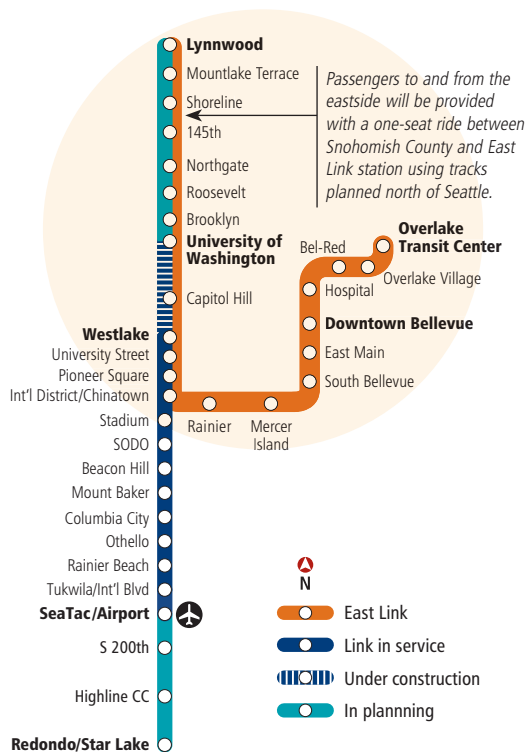 Lynnwood
Mountlake Terrace
Shoreline
145th
Northgate
Roosevelt
Brooklyn
University of
Washington
Capitol Hill
Westlake
University Street
Pioneer Square
Int'l District/Chinatown
Stadium
SODO
Beacon Hill
Mount Baker
Columbia City
Othello
Rainier Beach
Tukwila/Int'l Blvd
SeaTac/Airport
S 200th
Highline CC
Redondo/Star Lake
Passengers to and from the
eastside will be provided
with a one-seat ride between
Snohomish County and East
Link station using tracks
planned north of Seattle.
Overlake
Transit Center
Bel-Red
Overlake Village
Hospital
Downtown Bellevue
East Main
South Bellevue
Rainier
Mercer
Island
N
East Link
Link in service
Under construction
In plannning